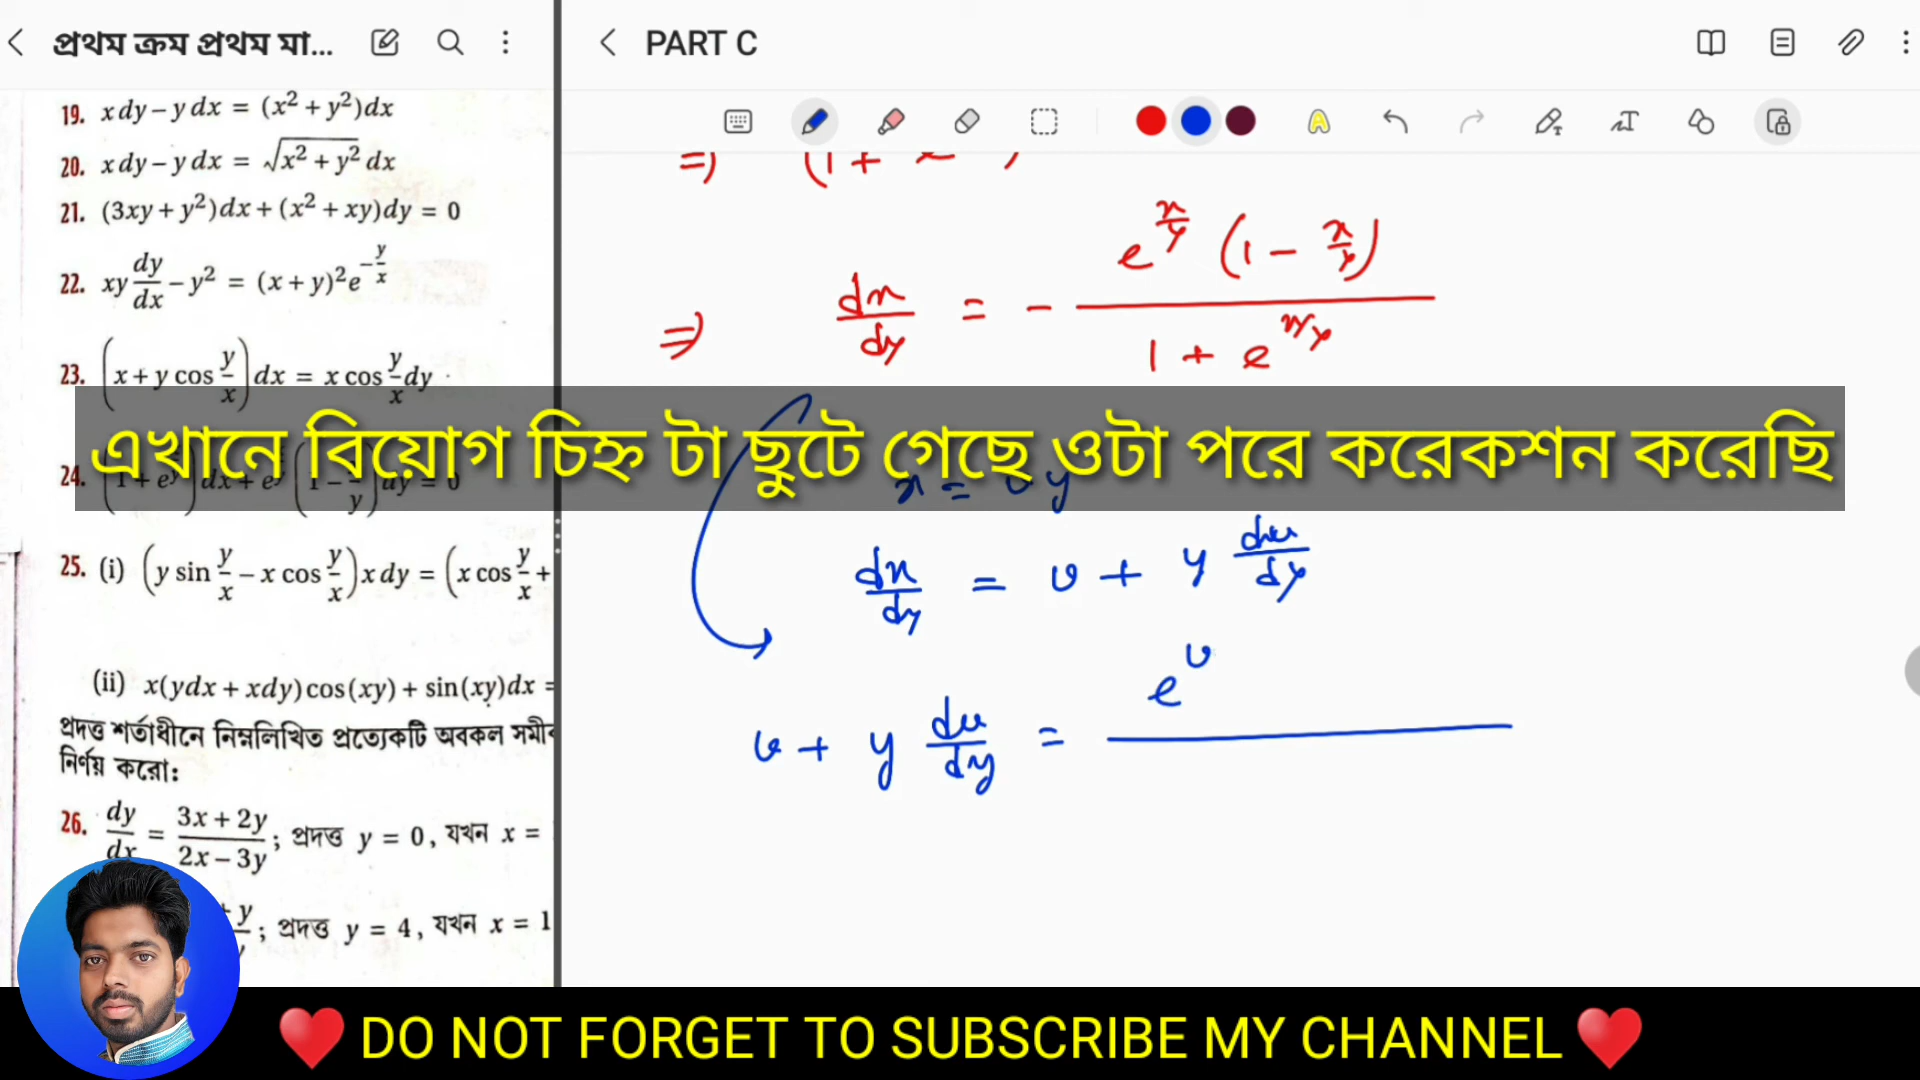 প্রথম ক্রম প্রথম মা...
19. x dy – y dx = (x² + y²)dx
20. x dy – y dx = √(x² + y²) dx
21. (3xy + y²)dx + (x² + xy)dy = 0
22. xy dy/dx – y² = (x + y)²e^(–y/x)
23. (x + y cos y/x) dx = x cos y/x dy
24.
25. (i) (y sin y/x – x cos y/x) x dy = (x cos y/x +
(ii) x(ydx + xdy)cos(xy) + sin(xy)dx =
প্রদত্ত শর্তাধীনে নিম্নলিখিত প্রত্যেকটি অবকল সমী
নির্ণয় করো:
26. dy/dx = (3x + 2y)/(2x – 3y) ; প্রদত্ত y = 0, যখন x =
; প্রদত্ত y = 4, যখন x = 1
PART C
⇒ (1 +
⇒ dx/dy = – e^(x/y) (1 – x/y) / (1 + e^(x/y))
এখানে বিয়োগ চিহ্ন টা ছুটে গেছে ওটা পরে করেকশন করেছি
x = vy
dx/dy = v + y dv/dy
v + y dv/dy = e^v
DO NOT FORGET TO SUBSCRIBE MY CHANNEL